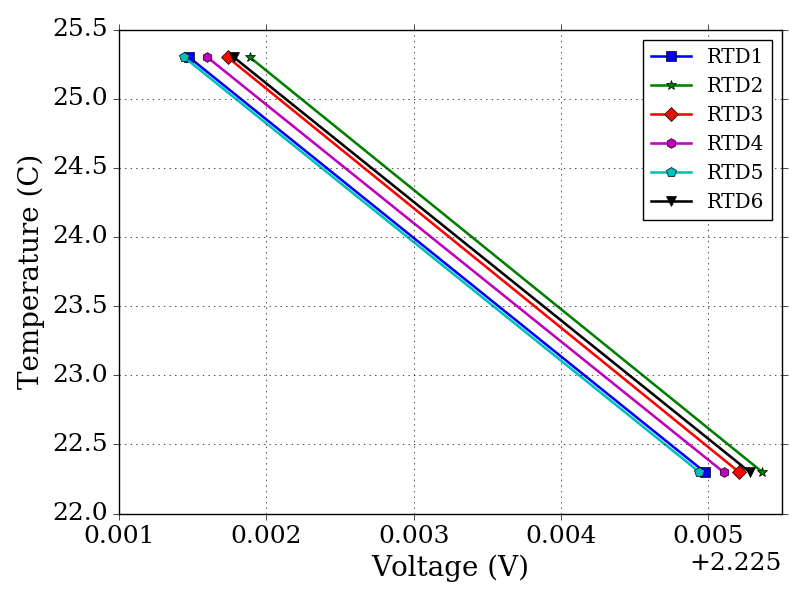 25.5
25.0
24.5
24.0
23.5
23.0
22.5
22.0
Temperature (C)
RTD1
RTD2
RTD3
RTD4
RTD5
RTD6
0.001 0.002 0.003 0.004 0.005
+2.225
Voltage (V)